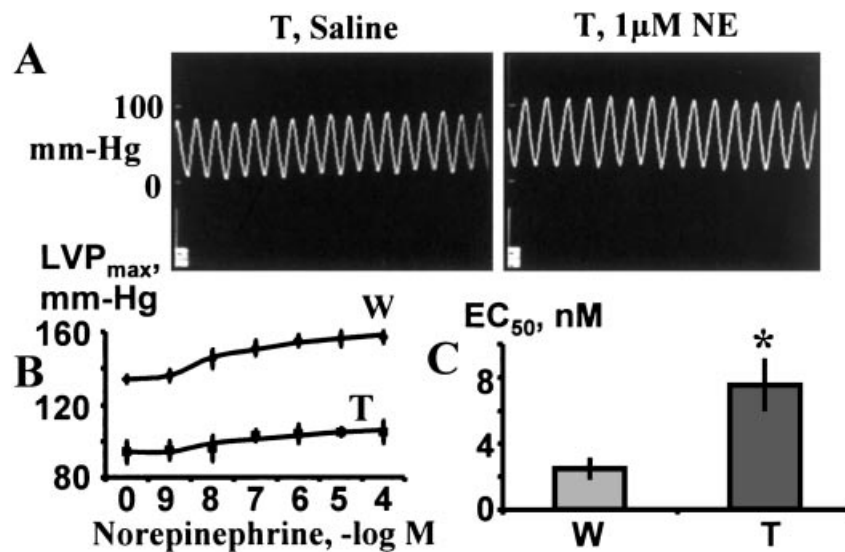 T, Saline
T, 1μM NE
A
100
mm-Hg
0
LVPmax,
mm-Hg
160
B
120
80
W
T
0 9 8 7 6 5 4
Norepinephrine, -log M
EC50, nM
C
*
8
4
0
W T